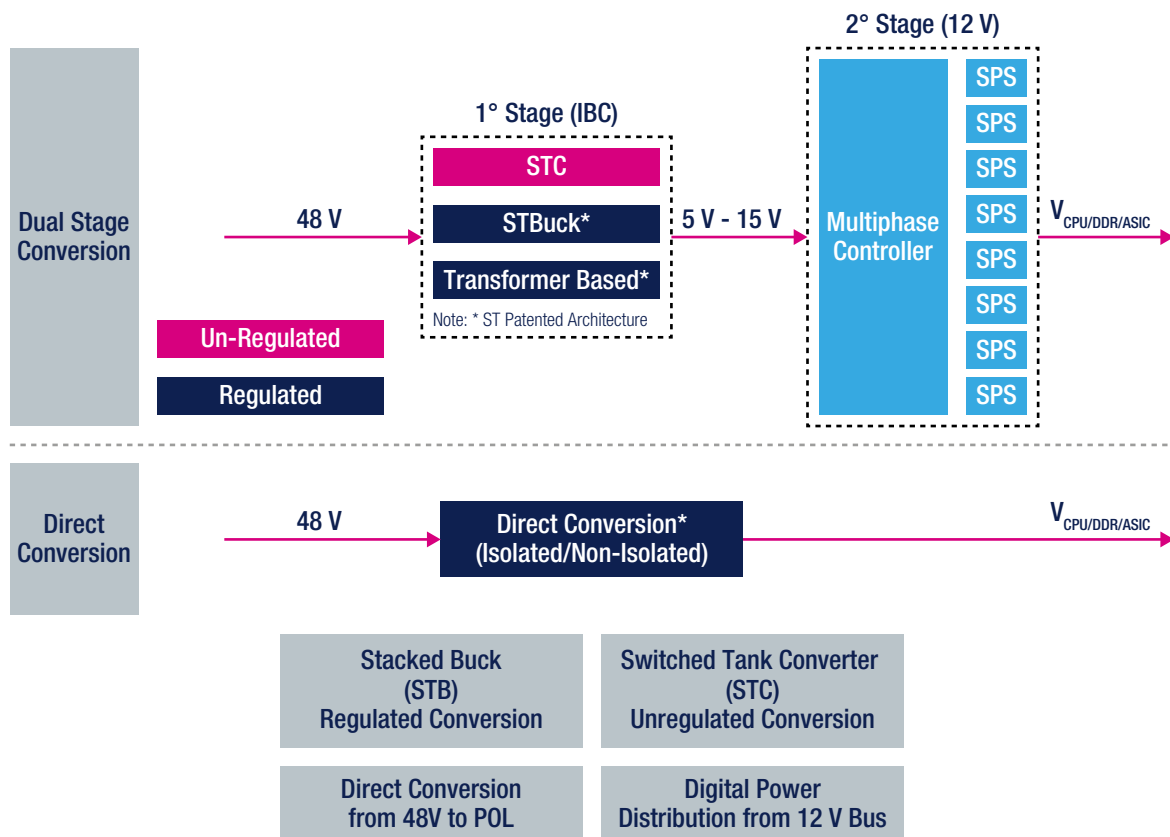 2° Stage (12 V)
1° Stage (IBC)
Dual Stage
Conversion
48 V
STC
STBuck*
Transformer Based*
Note: * ST Patented Architecture
5 V - 15 V
Multiphase
Controller
SPS
SPS
SPS
SPS
SPS
SPS
SPS
SPS
V CPU/DDR/ASIC
Un-Regulated
Regulated
Direct
Conversion
48 V
Direct Conversion*
(Isolated/Non-Isolated)
V CPU/DDR/ASIC
Stacked Buck
(STB)
Regulated Conversion
Switched Tank Converter
(STC)
Unregulated Conversion
Direct Conversion
from 48V to POL
Digital Power
Distribution from 12 V Bus